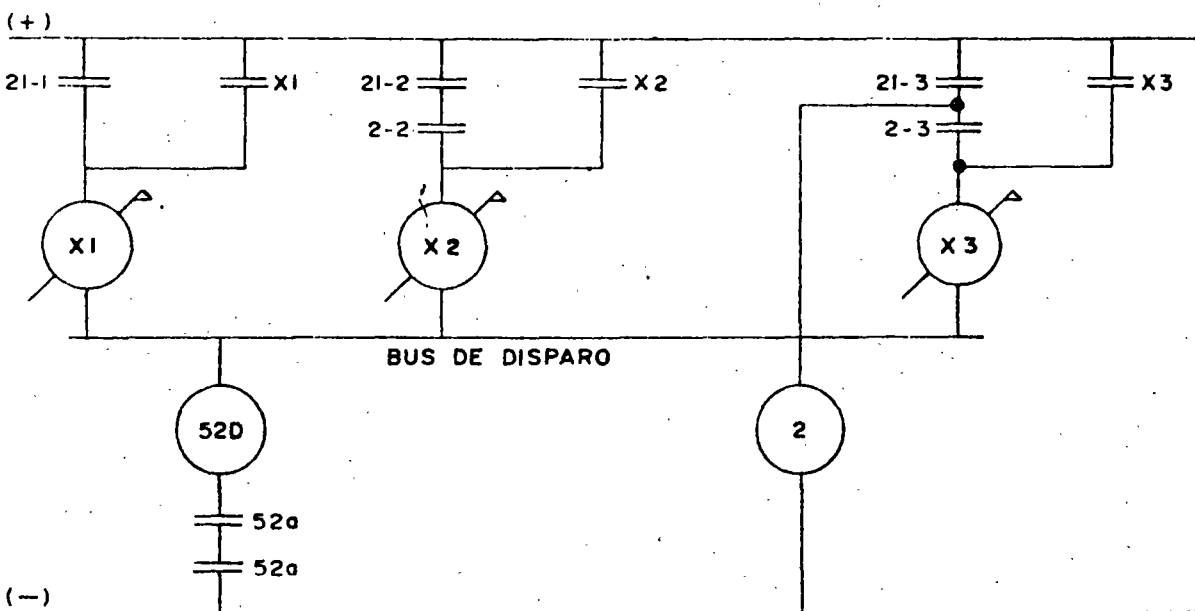 (+)
21-1 X1 21-2 X2 21-3 X3
2-2 2-3
X1 X2 X3
BUS DE DISPARO
52D 2
52a
52a
(-)